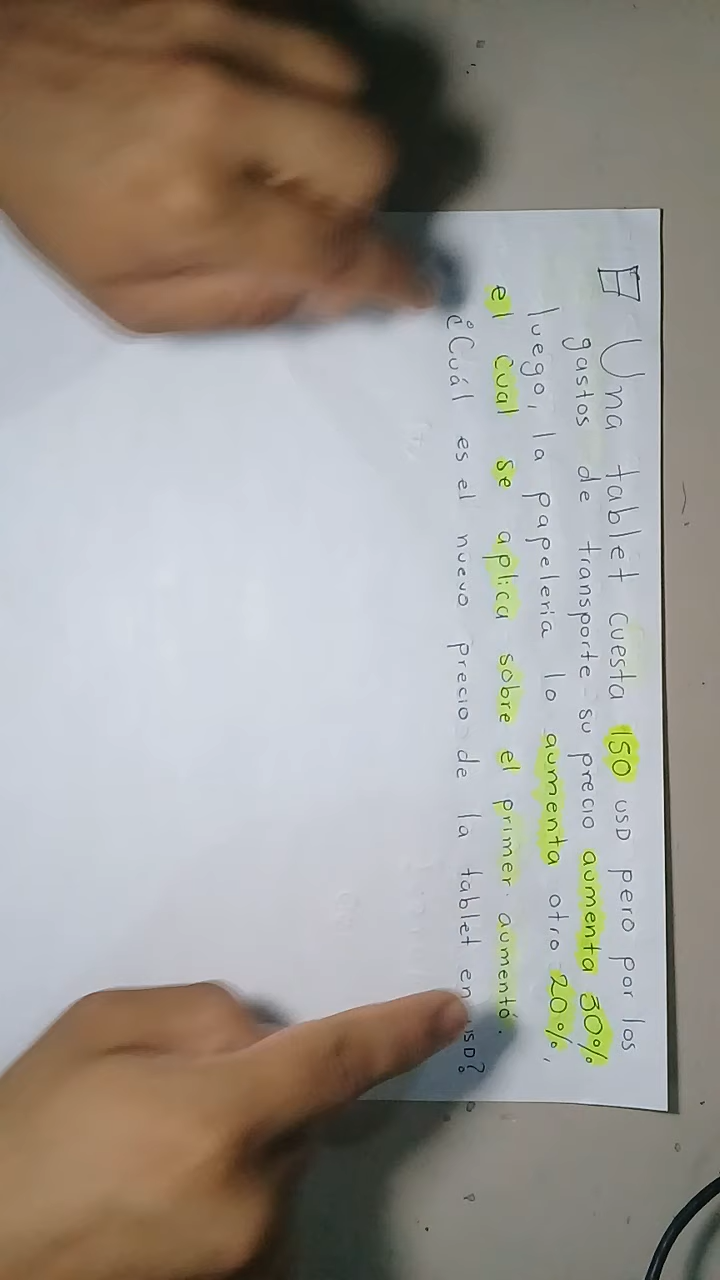 Una tablet cuesta 150 USD pero por los
gastos de transporte su precio aumenta 30%
luego, la papelería lo aumenta otro 20%,
el cual se aplica sobre el primer aumento.
¿Cuál es el nuevo precio de la tablet en USD?